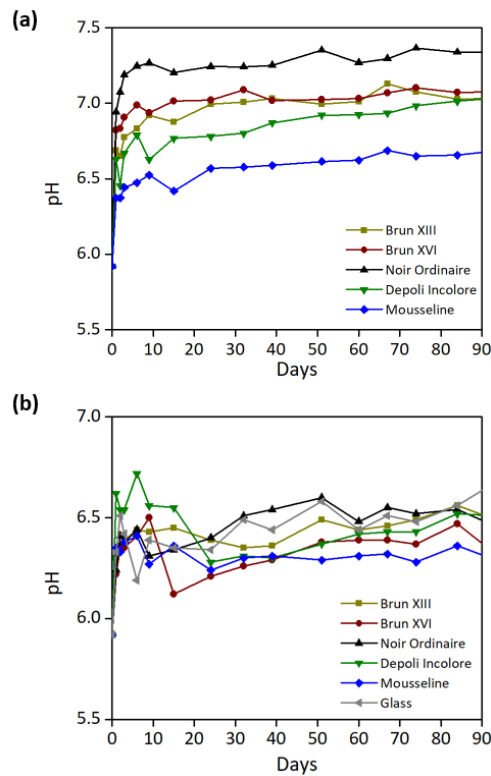 (a)
7.5
7.0
6.5
6.0
5.5
pH
Brun XIII
Brun XVI
Noir Ordinaire
Depoli Incolore
Mousseline
0 10 20 30 40 50 60 70 80 90
Days
(b)
7.0
6.5
6.0
5.5
pH
Brun XIII
Brun XVI
Noir Ordinaire
Depoli Incolore
Mousseline
Glass
0 10 20 30 40 50 60 70 80 90
Days